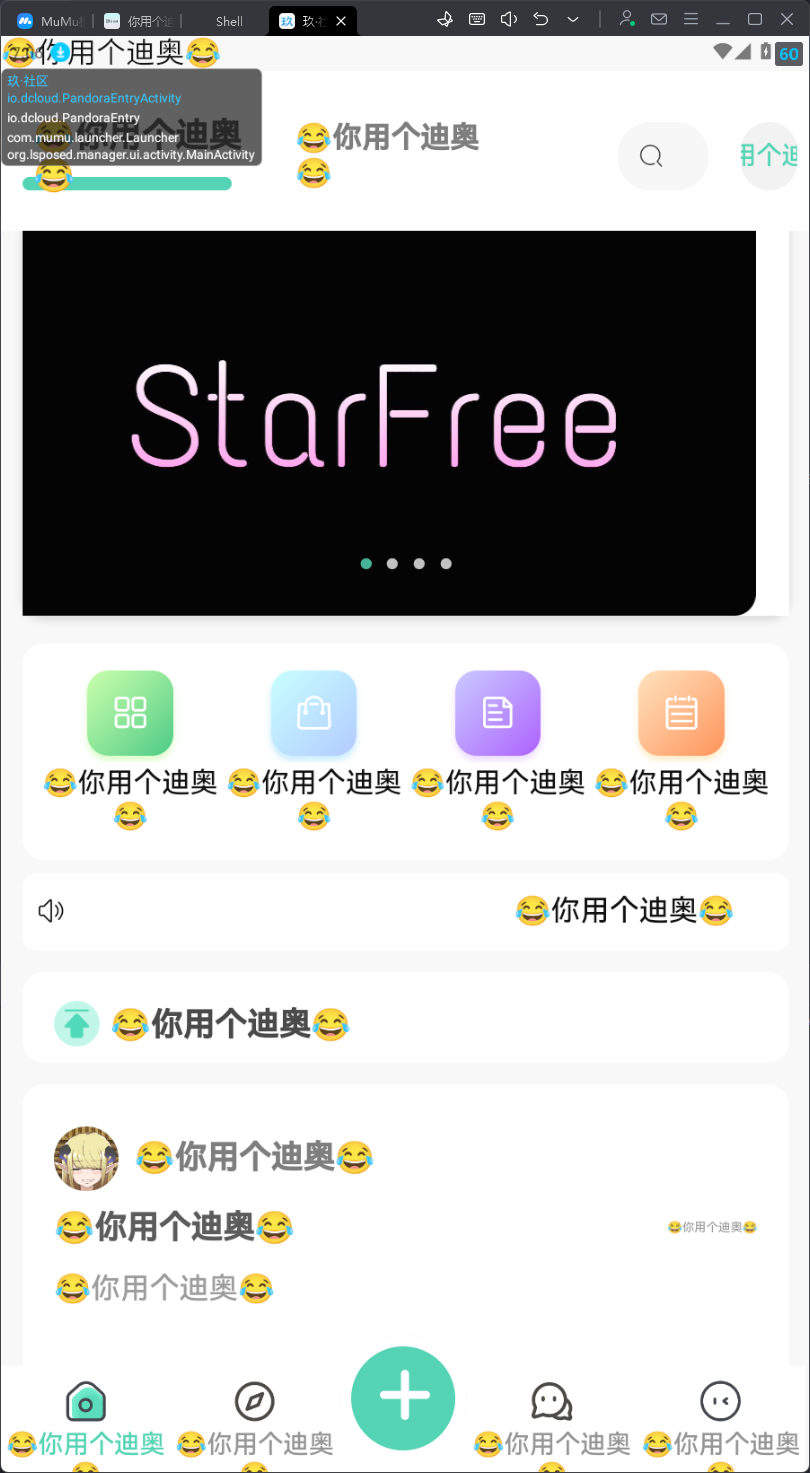 MuMu
你用个迪
Shell
玖·社
7:06
😂你用个迪奥😂
60
玖·社区
io.dcloud.PandoraEntryActivity
io.dcloud.PandoraEntry
com.mumu.launcher.Launcher
org.lsposed.manager.ui.activity.MainActivity
😂你用个迪奥
😂
😂你用个迪奥
😂
用个迪
StarFree
😂你用个迪奥
😂
😂你用个迪奥
😂
😂你用个迪奥
😂
😂你用个迪奥
😂
😂你用个迪奥😂
😂你用个迪奥😂
😂你用个迪奥😂
😂你用个迪奥😂
😂你用个迪奥😂
😂你用个迪奥😂
😂你用个迪奥
😂
😂你用个迪奥
😂
😂你用个迪奥
😂
😂你用个迪奥
😂